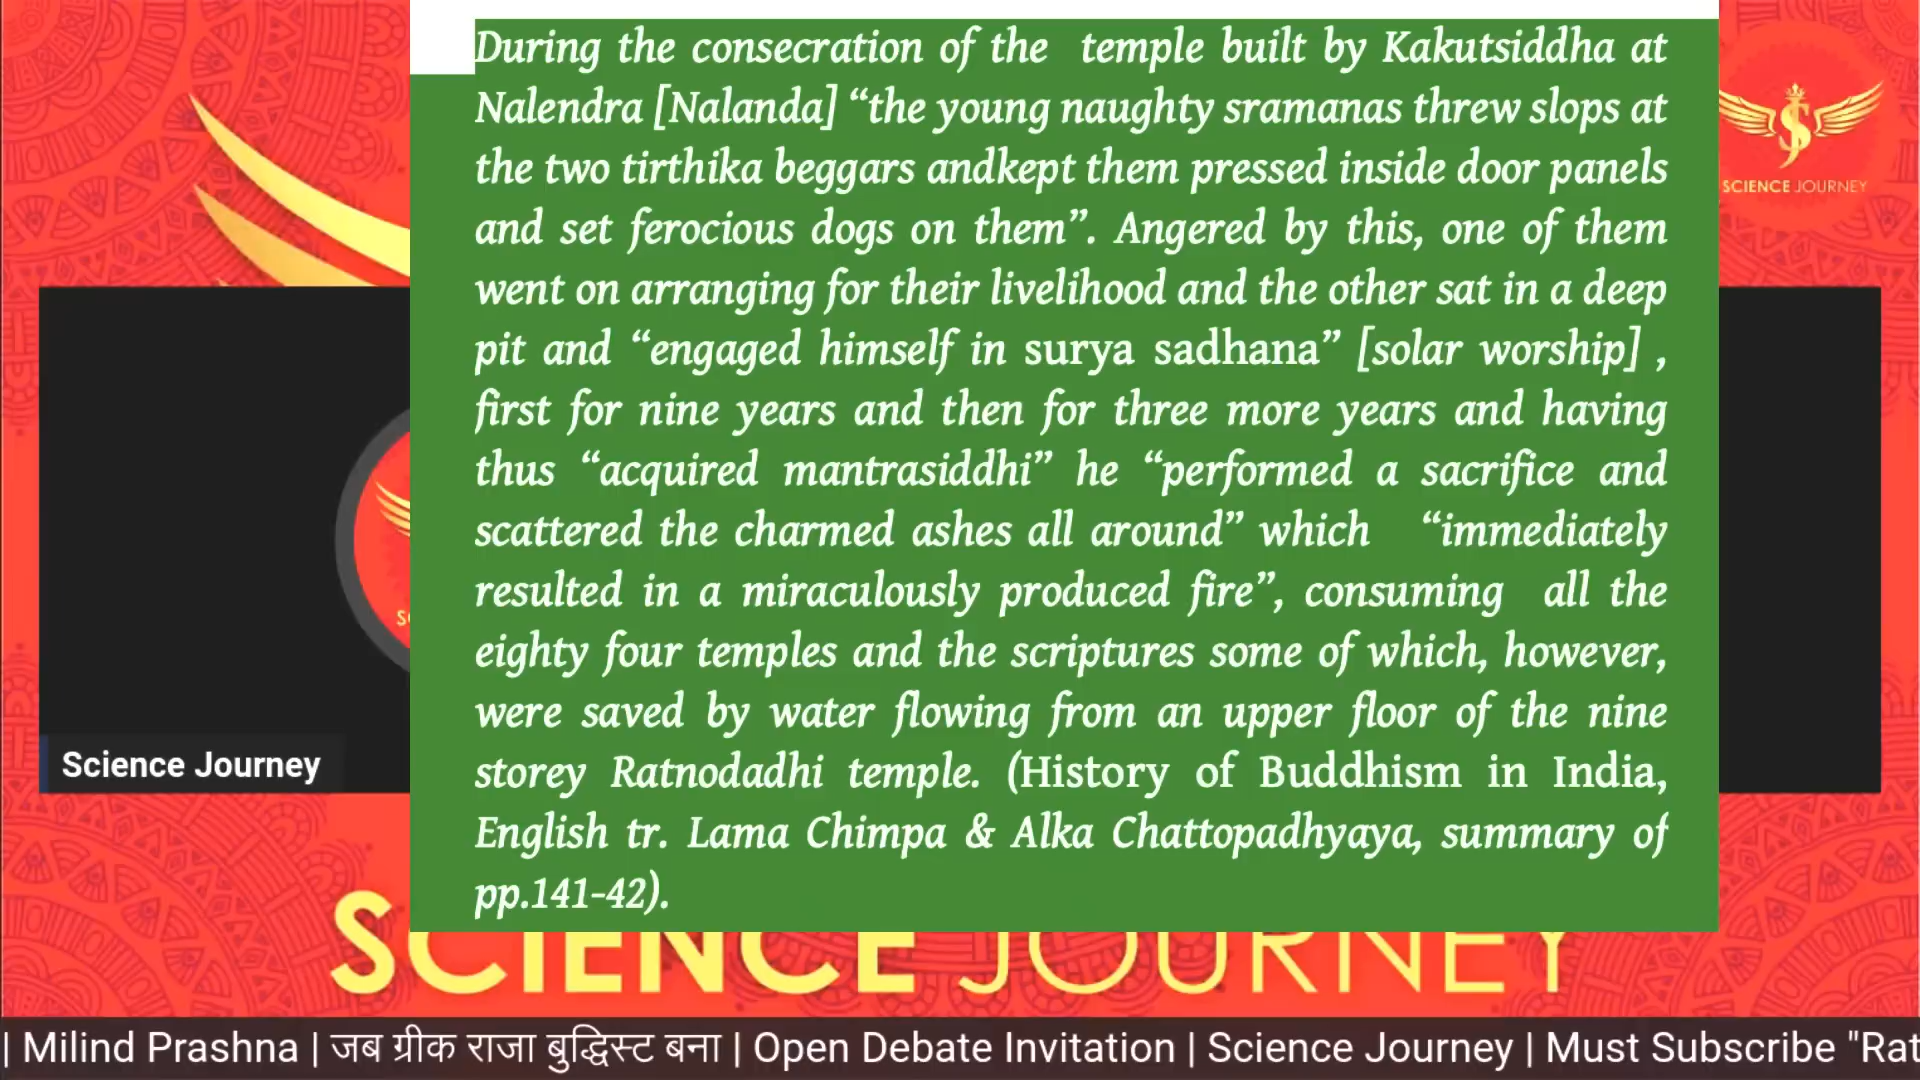 During the consecration of the temple built by Kakutsiddha at
Nalendra [Nalanda] “the young naughty sramanas threw slops at
the two tirthika beggars andkept them pressed inside door panels
and set ferocious dogs on them”. Angered by this, one of them
went on arranging for their livelihood and the other sat in a deep
pit and “engaged himself in surya sadhana” [solar worship] ,
first for nine years and then for three more years and having
thus “acquired mantrasiddhi” he “performed a sacrifice and
scattered the charmed ashes all around” which “immediately
resulted in a miraculously produced fire”, consuming all the
eighty four temples and the scriptures some of which, however,
were saved by water flowing from an upper floor of the nine
storey Ratnodadhi temple. (History of Buddhism in India,
English tr. Lama Chimpa & Alka Chattopadhyaya, summary of
pp.141-42).
SCIENCE JOURNEY
Science Journey
SCIENCE JOURNEY
| Milind Prashna | जब ग्रीक राजा बुद्धिस्ट बना | Open Debate Invitation | Science Journey | Must Subscribe "Rat